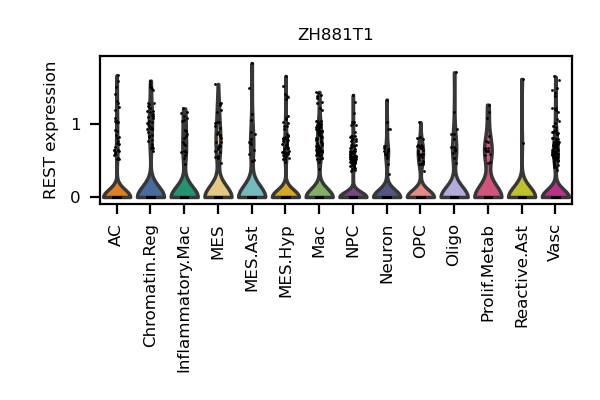 ZH881T1
REST expression
1
0
AC
Chromatin.Reg
Inflammatory.Mac
MES
MES.Ast
MES.Hyp
Mac
NPC
Neuron
OPC
Oligo
Prolif.Metab
Reactive.Ast
Vasc